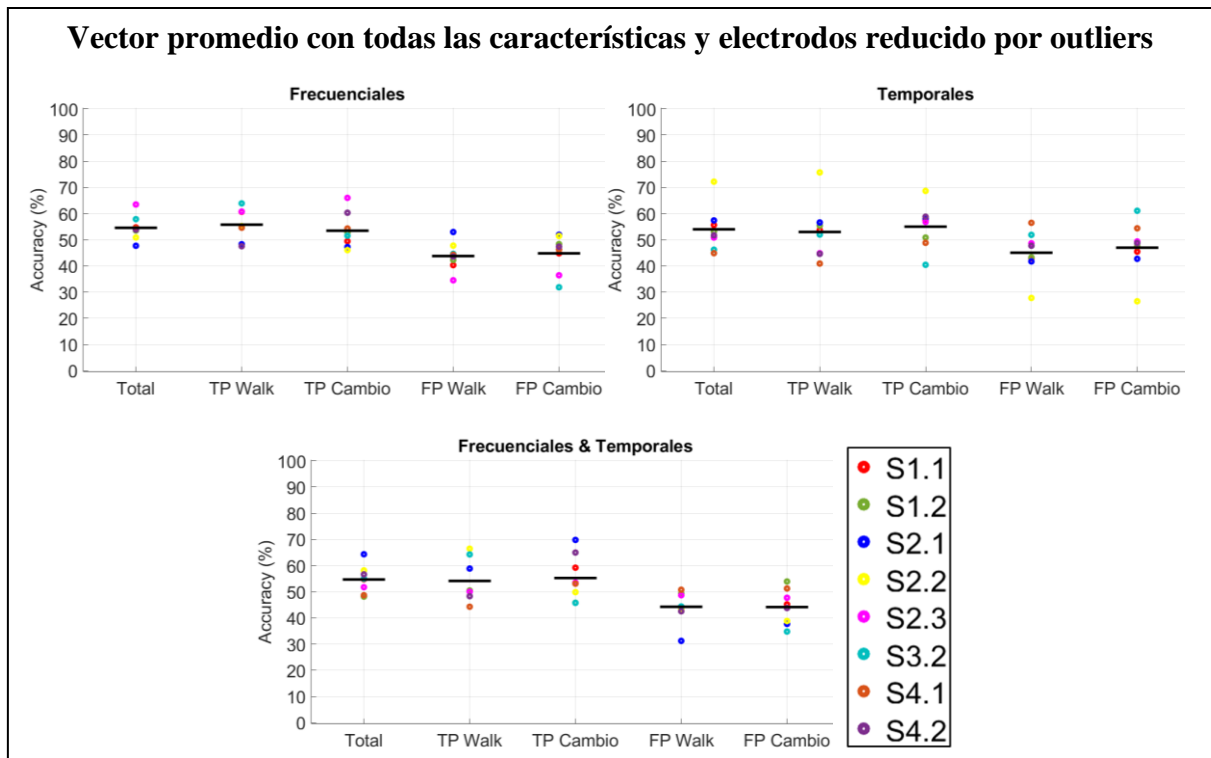 Vector promedio con todas las características y electrodos reducido por outliers
Frecuenciales
Accuracy (%)
100
90
80
70
60
50
40
30
20
10
0
Total TP Walk TP Cambio FP Walk FP Cambio
Temporales
Accuracy (%)
100
90
80
70
60
50
40
30
20
10
0
Total TP Walk TP Cambio FP Walk FP Cambio
Frecuenciales & Temporales
Accuracy (%)
100
90
80
70
60
50
40
30
20
10
0
Total TP Walk TP Cambio FP Walk FP Cambio
S1.1
S1.2
S2.1
S2.2
S2.3
S3.2
S4.1
S4.2